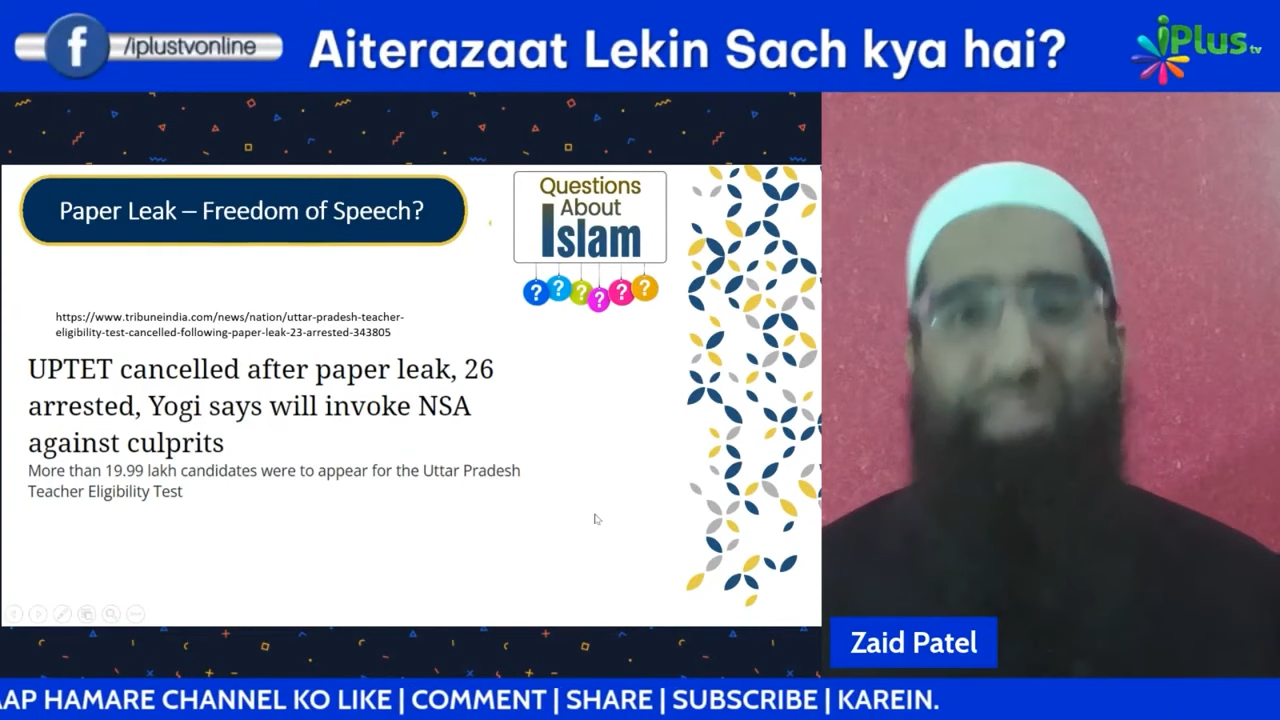 /iplustvonline
Aiterazaat Lekin Sach kya hai?
iPlus tv
Paper Leak – Freedom of Speech?
Questions
About
Islam
? ? ? ? ? ?
https://www.tribuneindia.com/news/nation/uttar-pradesh-teacher-
eligibility-test-cancelled-following-paper-leak-23-arrested-343805
UPTET cancelled after paper leak, 26
arrested, Yogi says will invoke NSA
against culprits
More than 19.99 lakh candidates were to appear for the Uttar Pradesh
Teacher Eligibility Test
Zaid Patel
AAP HAMARE CHANNEL KO LIKE | COMMENT | SHARE | SUBSCRIBE | KAREIN.